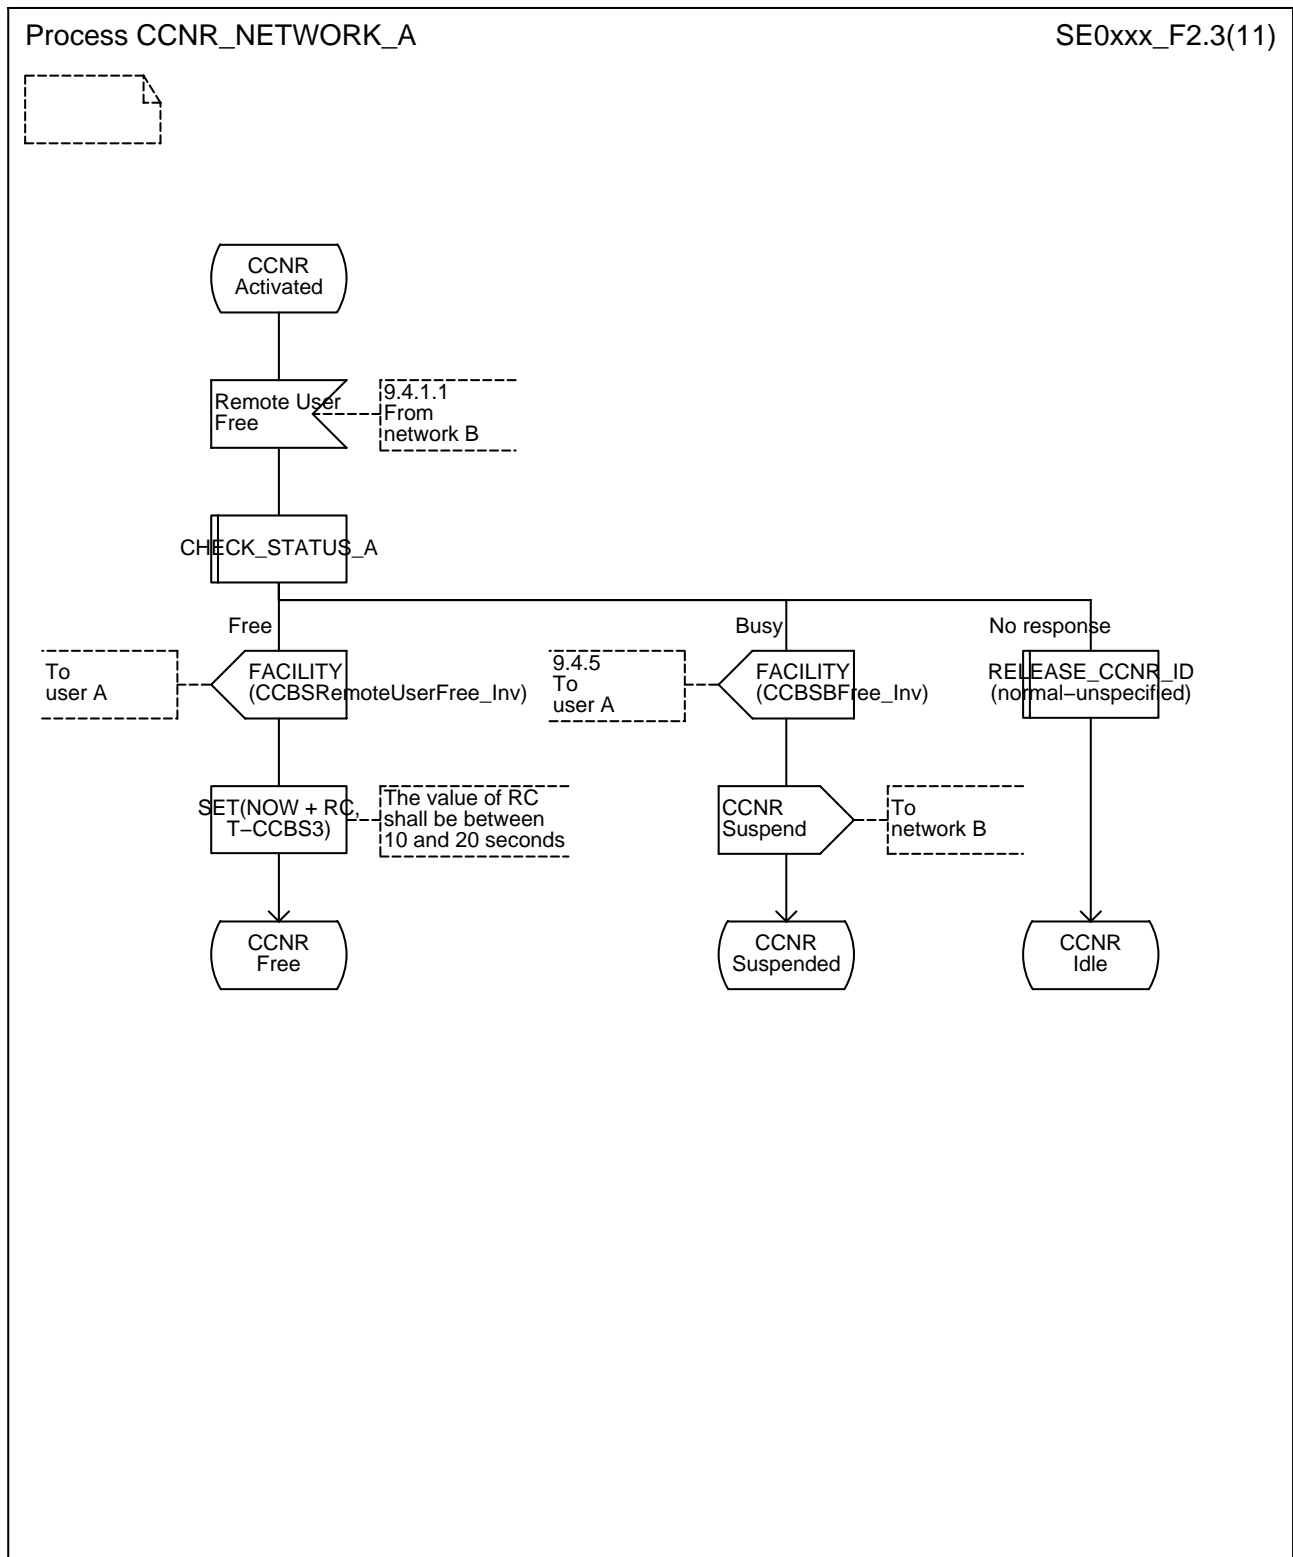 Process CCNR_NETWORK_A
SE0xxx_F2.3(11)
CCNR
Activated
Remote User
Free
9.4.1.1
From
network B
CHECK_STATUS_A
Free
Busy
No response
To
user A
FACILITY
(CCBSRemoteUserFree_Inv)
9.4.5
To
user A
FACILITY
(CCBSBFree_Inv)
RELEASE_CCNR_ID
(normal−unspecified)
SET(NOW + RC,
T−CCBS3)
The value of RC
shall be between
10 and 20 seconds
CCNR
Suspend
To
network B
CCNR
Free
CCNR
Suspended
CCNR
Idle